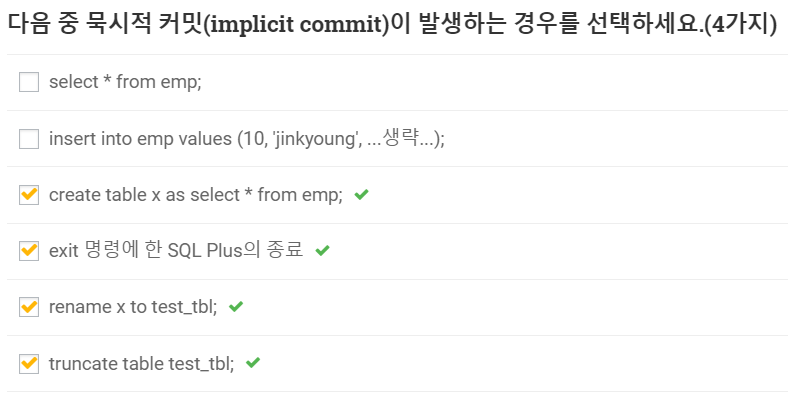 다음 중 묵시적 커밋(implicit commit)이 발생하는 경우를 선택하세요.(4가지)
select * from emp;
insert into emp values (10, 'jinkyoung', ...생략...);
create table x as select * from emp;
exit 명령에 한 SQL Plus의 종료
rename x to test_tbl;
truncate table test_tbl;